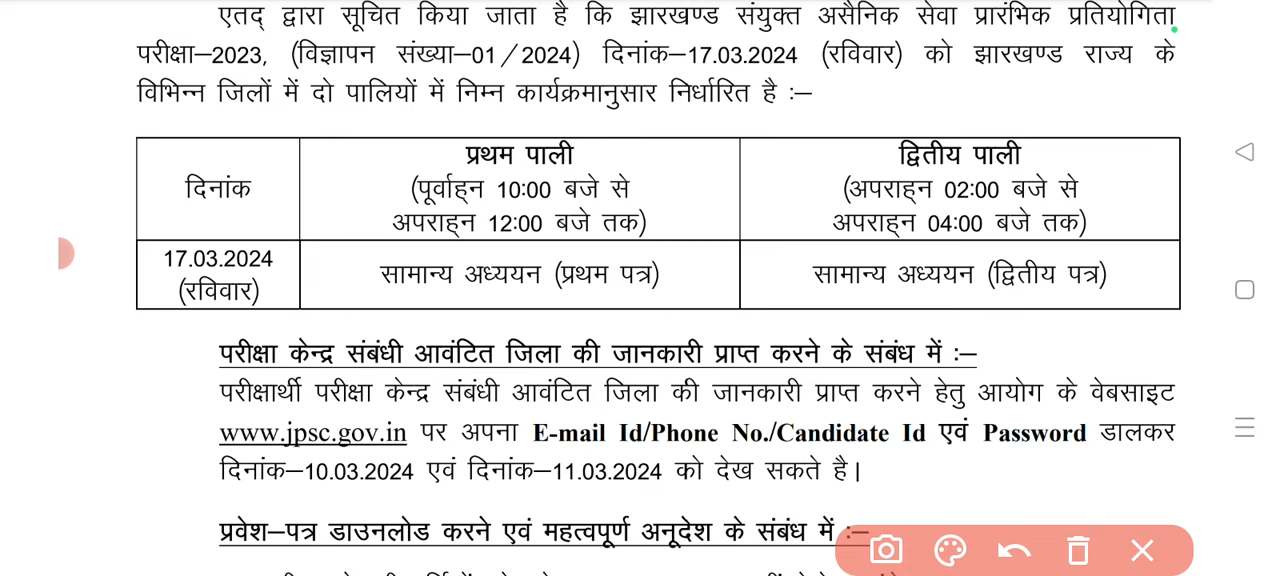 एतद् द्वारा सूचित किया जाता है कि झारखण्ड संयुक्त असैनिक सेवा प्रारंभिक प्रतियोगिता
परीक्षा–2023, (विज्ञापन संख्या–01/2024) दिनांक–17.03.2024 (रविवार) को झारखण्ड राज्य के
विभिन्न जिलों में दो पालियों में निम्न कार्यक्रमानुसार निर्धारित है :–
दिनांक
प्रथम पाली
(पूर्वाह्न 10:00 बजे से
अपराह्न 12:00 बजे तक)
द्वितीय पाली
(अपराह्न 02:00 बजे से
अपराह्न 04:00 बजे तक)
17.03.2024
(रविवार)
सामान्य अध्ययन (प्रथम पत्र)
सामान्य अध्ययन (द्वितीय पत्र)
परीक्षा केन्द्र संबंधी आवंटित जिला की जानकारी प्राप्त करने के संबंध में :–
परीक्षार्थी परीक्षा केन्द्र संबंधी आवंटित जिला की जानकारी प्राप्त करने हेतु आयोग के वेबसाइट
www.jpsc.gov.in पर अपना E-mail Id/Phone No./Candidate Id एवं Password डालकर
दिनांक–10.03.2024 एवं दिनांक–11.03.2024 को देख सकते है।
प्रवेश–पत्र डाउनलोड करने एवं महत्वपूर्ण अनूदेश के संबंध में :–